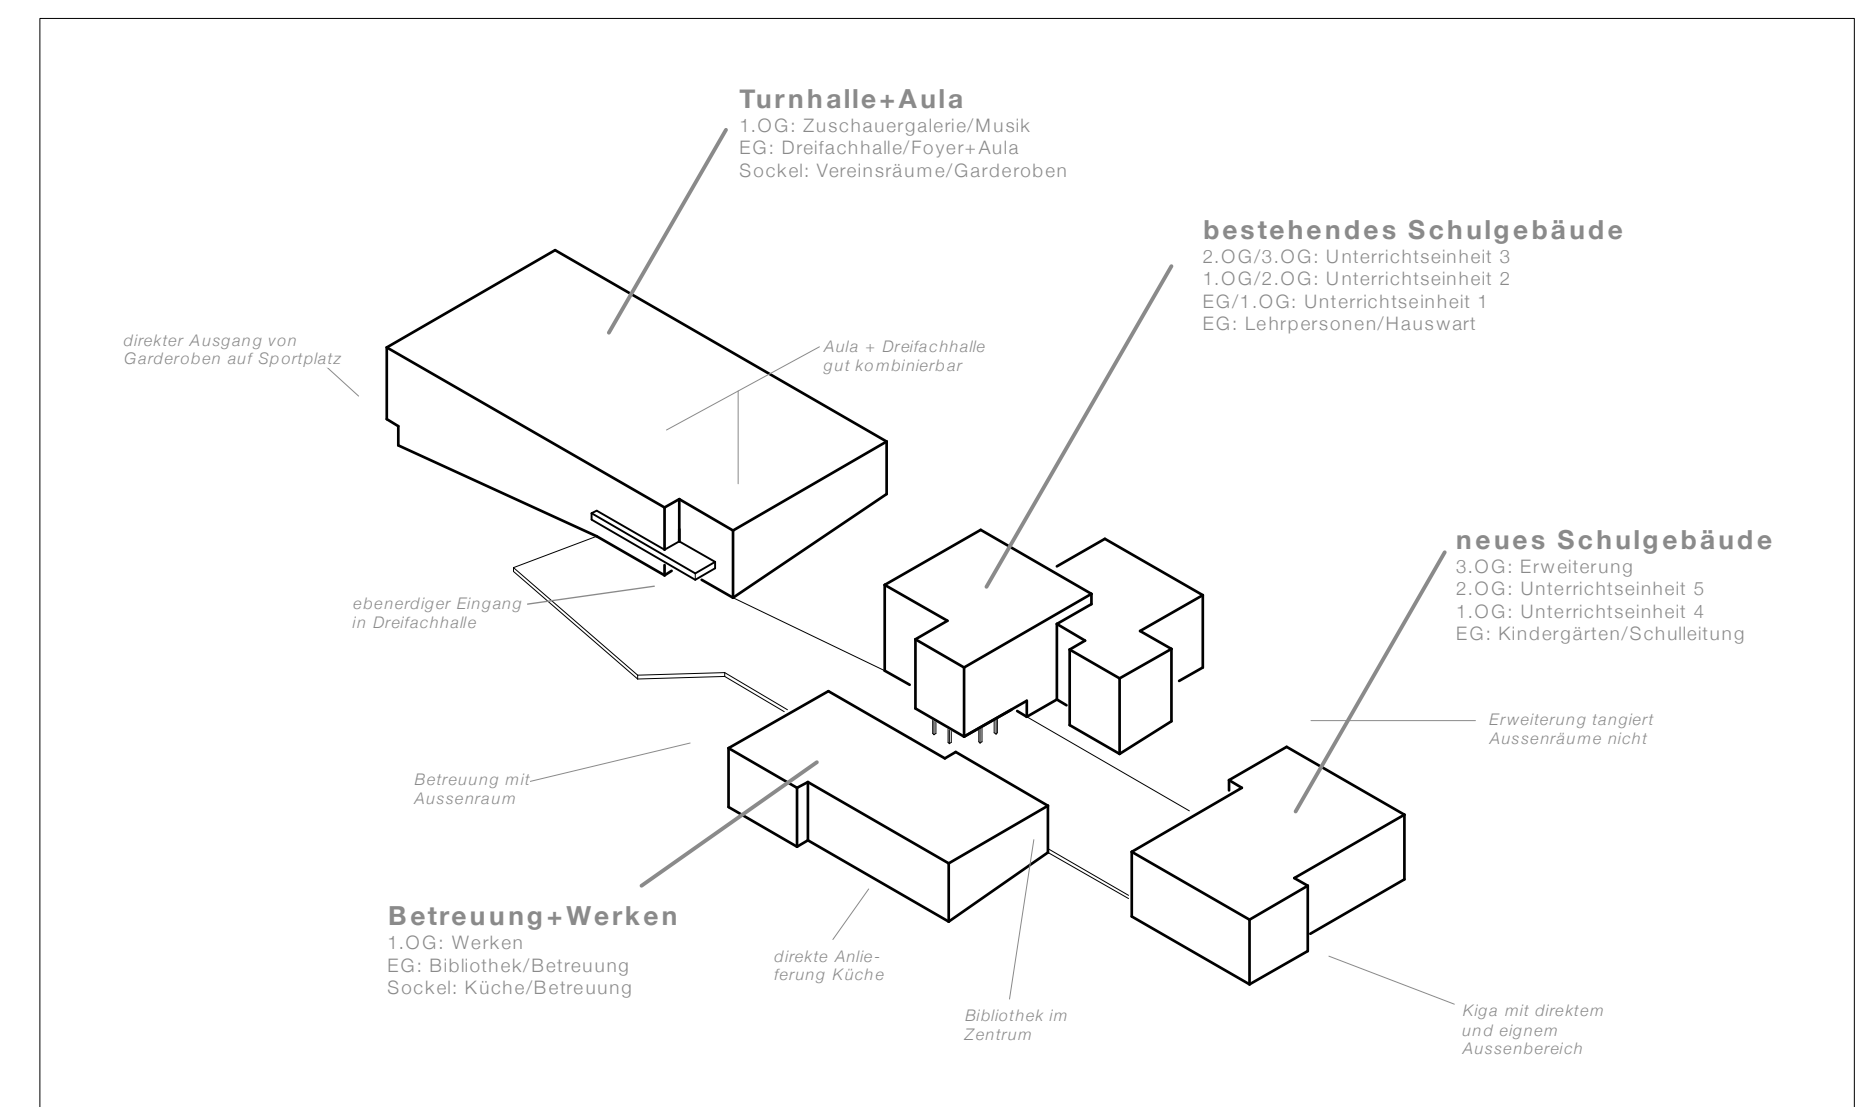 Turnhalle+Aula
1.OG: Zuschauergalerie/Musik
EG: Dreifachhalle/Foyer+Aula
Sockel: Vereinsräume/Garderoben
bestehendes Schulgebäude
2.OG/3.OG: Unterrichtseinheit 3
1.OG/2.OG: Unterrichtseinheit 2
EG/1.OG: Unterrichtseinheit 1
EG: Lehrpersonen/Hauswart
direkter Ausgang von
Garderoben auf Sportplatz
Aula + Dreifachhalle
gut kombinierbar
neues Schulgebäude
3.OG: Erweiterung
2.OG: Unterrichtseinheit 5
1.OG: Unterrichtseinheit 4
EG: Kindergärten/Schulleitung
ebenerdiger Eingang
in Dreifachhalle
Erweiterung tangiert
Aussenräume nicht
Betreuung mit
Aussenraum
Betreuung+Werken
1.OG: Werken
EG: Bibliothek/Betreuung
Sockel: Küche/Betreuung
direkte Anlie-
ferung Küche
Bibliothek im
Zentrum
Kiga mit direktem
und eignem
Aussenbereich